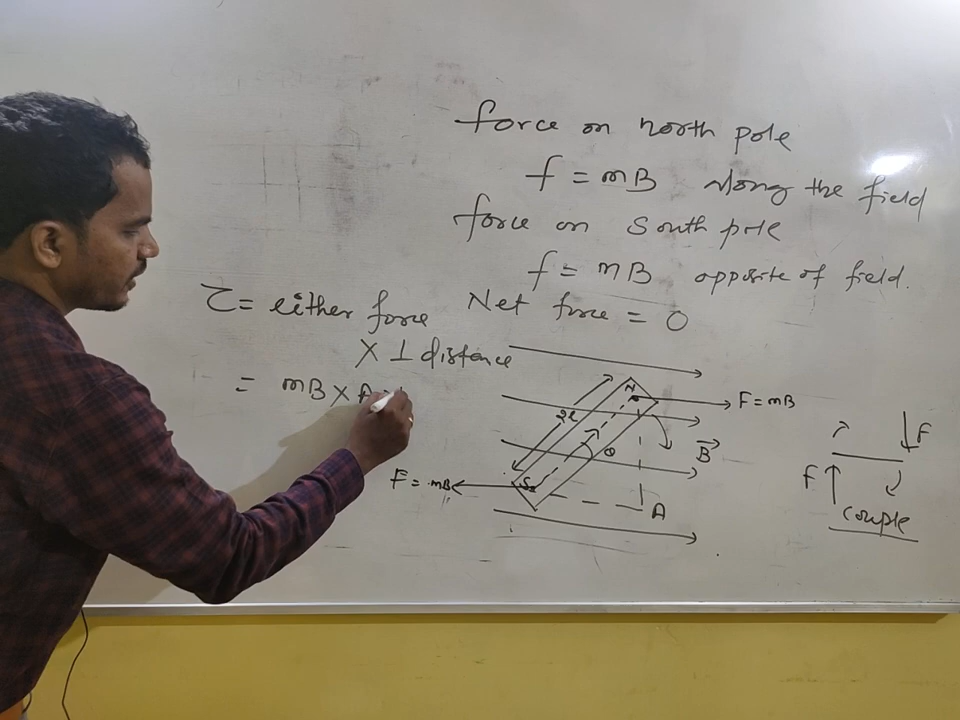 force on north pole
f = mB along the field
force on South pole
f = mB opposite of field.
τ = either force
× ⊥ distance
Net force = 0
= mB × A
N
2l
θ
S
A
F = mB
F = mB
B
F
F
couple